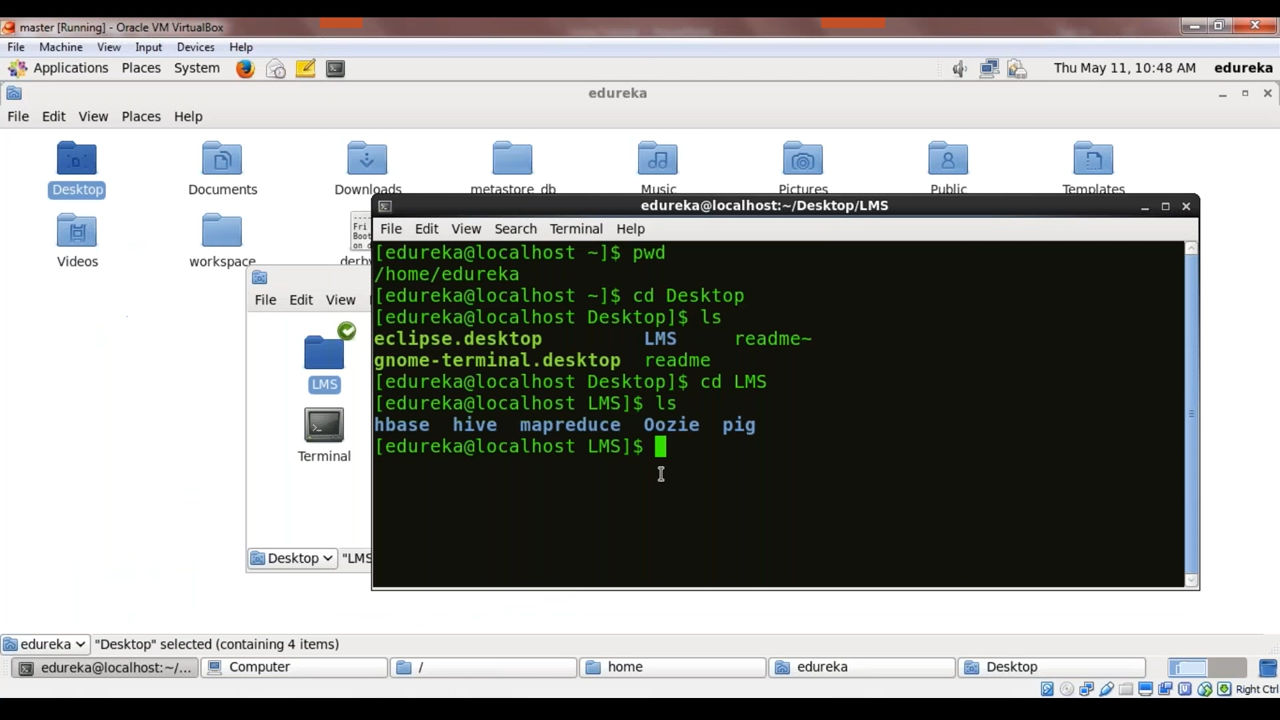 master [Running] - Oracle VM VirtualBox
File Machine View Input Devices Help
Applications Places System Thu May 11, 10:48 AM edureka
edureka
File Edit View Places Help
Desktop Documents Downloads metastore_db Music Pictures Public Templates
Videos workspace
edureka@localhost:~/Desktop/LMS
File Edit View Search Terminal Help
[edureka@localhost ~]$ pwd
/home/edureka
[edureka@localhost ~]$ cd Desktop
[edureka@localhost Desktop]$ ls
eclipse.desktop LMS readme~
gnome-terminal.desktop readme
[edureka@localhost Desktop]$ cd LMS
[edureka@localhost LMS]$ ls
hbase hive mapreduce Oozie pig
[edureka@localhost LMS]$
File Edit View
LMS
Terminal
Desktop "LMS
edureka "Desktop" selected (containing 4 items)
edureka@localhost:~/... Computer / home edureka Desktop
Right Ctrl